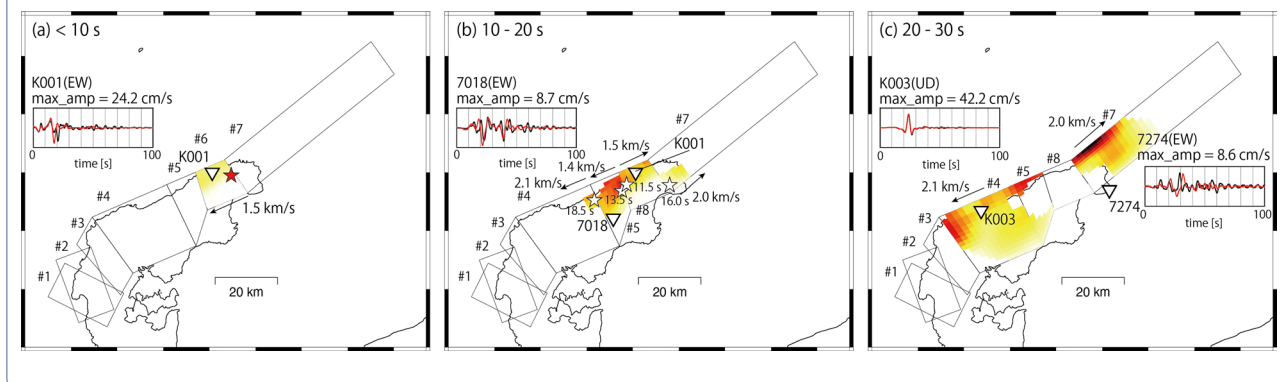 (a) < 10 s
K001(EW)
max_amp = 24.2 cm/s
0
100
time [s]
#7
#6
K001
#5
#4
#3
#2
#1
1.5 km/s
20 km
(b) 10 - 20 s
7018(EW)
max_amp = 8.7 cm/s
0
100
time [s]
#7
K001
1.5 km/s
1.4 km/s
2.1 km/s
#4
11.5 s
13.5 s
16.0 s
2.0 km/s
18.5 s
#8
7018
#5
#3
#2
#1
20 km
(c) 20 - 30 s
K003(UD)
max_amp = 42.2 cm/s
0
100
time [s]
#7
2.0 km/s
7274(EW)
max_amp = 8.6 cm/s
0
100
time [s]
#8
#5
#4
2.1 km/s
7274
K003
#3
#2
#1
20 km